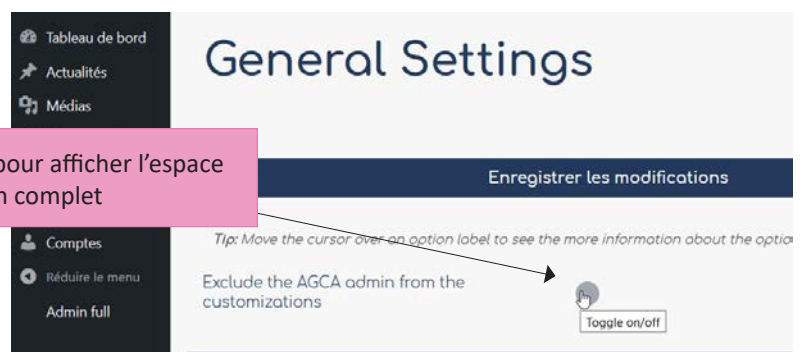 Tableau de bord
Actualités
Médias
General Settings
pour afficher l’espace
complet
Enregistrer les modifications
Tip: Move the cursor over an option label to see the more information about the
Comptes
Réduire le menu
Admin full
Exclude the AGCA admin from the
customizations
Toggle on/off